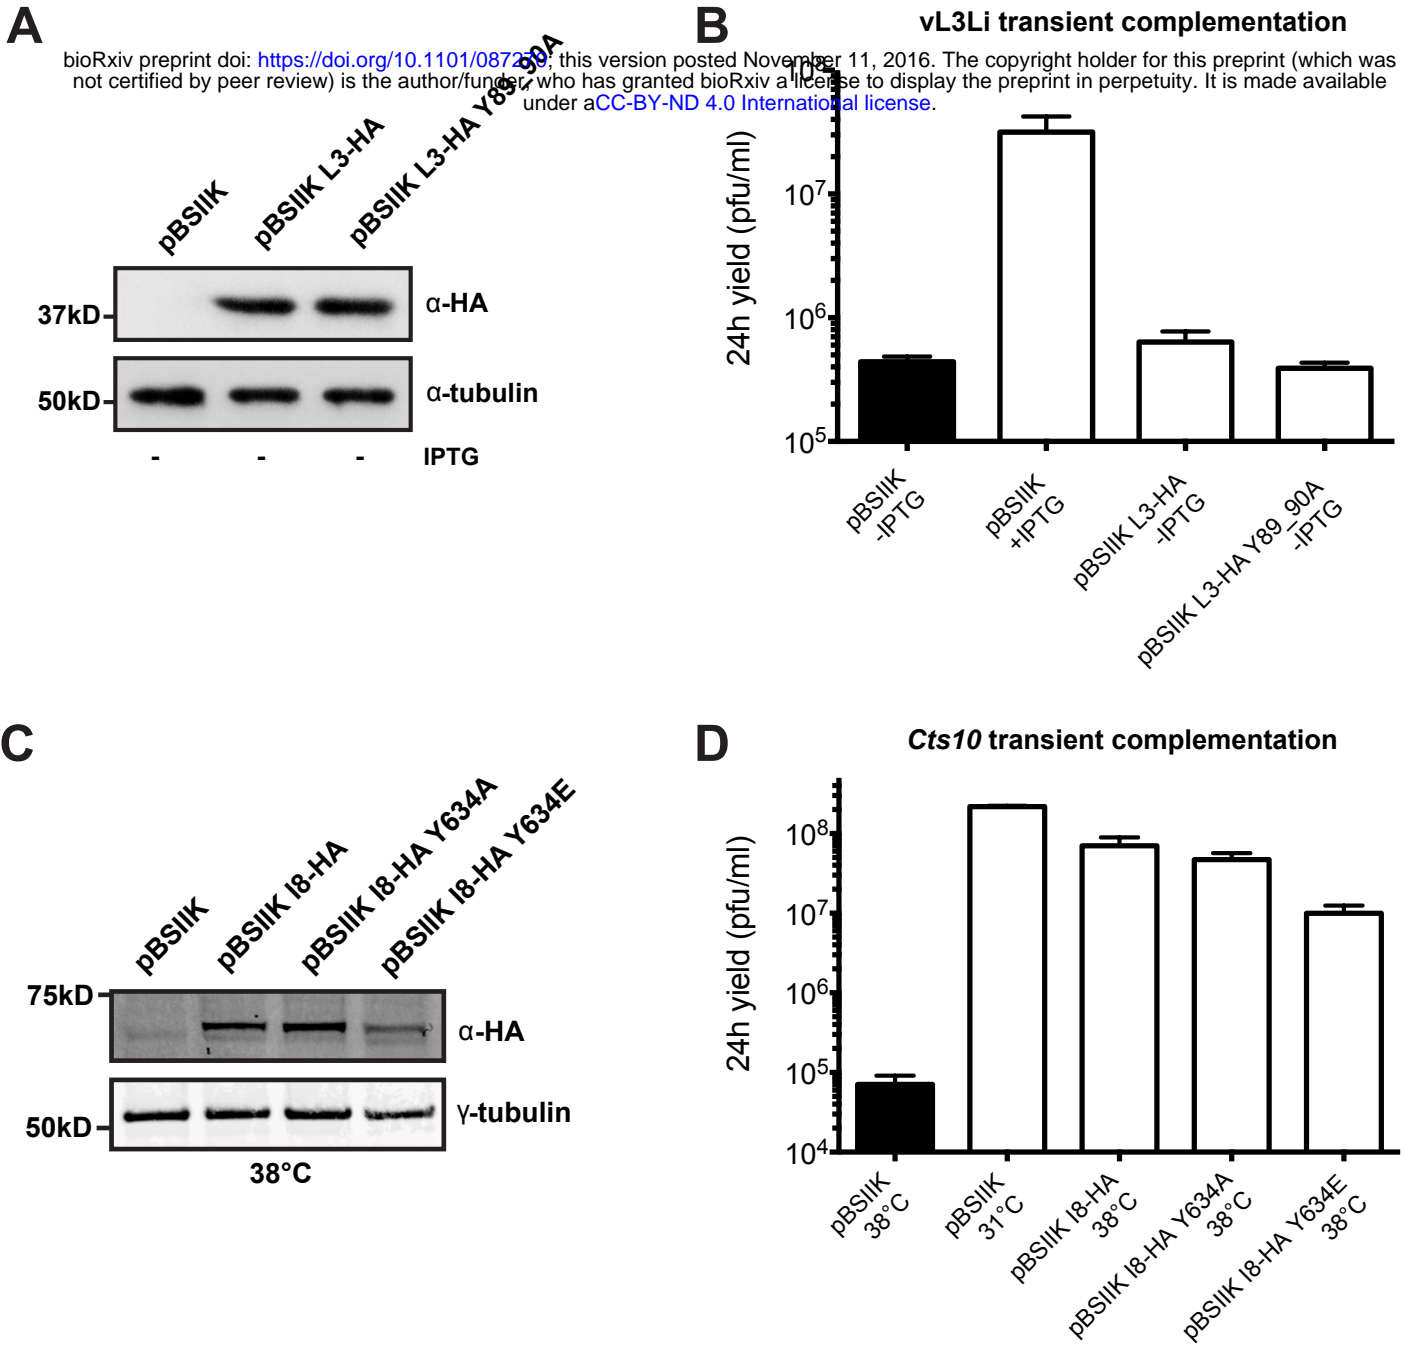 A
B
vL3Li transient complementation
bioRxiv preprint doi: https://doi.org/10.1101/087270; this version posted November 11, 2016. The copyright holder for this preprint (which was
not certified by peer review) is the author/funder, who has granted bioRxiv a license to display the preprint in perpetuity. It is made available
under aCC-BY-ND 4.0 International license.
pBSIIK
pBSIIK L3-HA
pBSIIK L3-HA Y89_90A
37kD
α-HA
50kD
α-tubulin
- - - IPTG
24h yield (pfu/ml)
10^8
10^7
10^6
10^5
pBSIIK
-IPTG
pBSIIK
+IPTG
pBSIIK L3-HA
-IPTG
pBSIIK L3-HA Y89_90A
-IPTG
C
D
Cts10 transient complementation
pBSIIK
pBSIIK I8-HA
pBSIIK I8-HA Y634A
pBSIIK I8-HA Y634E
75kD
α-HA
50kD
γ-tubulin
38°C
24h yield (pfu/ml)
10^8
10^7
10^6
10^5
10^4
pBSIIK
38°C
pBSIIK
31°C
pBSIIK I8-HA
38°C
pBSIIK I8-HA Y634A
38°C
pBSIIK I8-HA Y634E
38°C